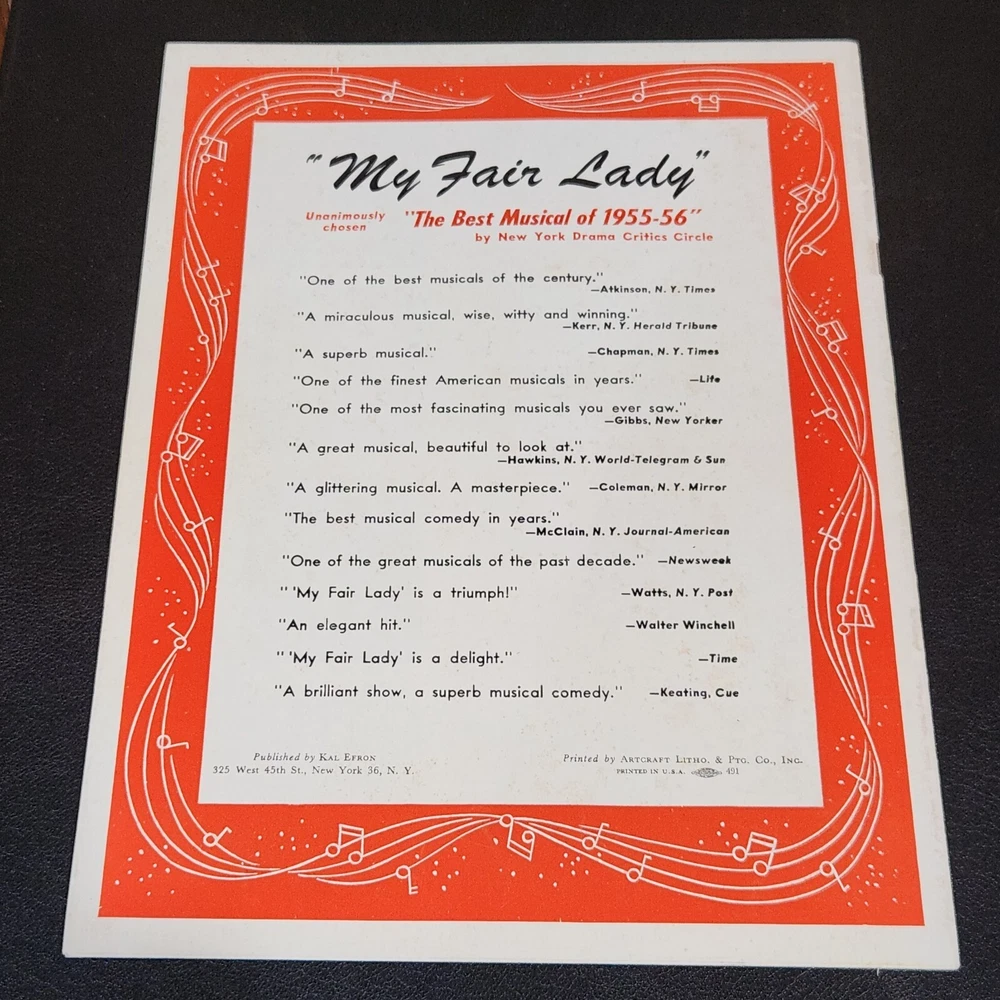 "My Fair Lady"
Unanimously chosen "The Best Musical of 1955-56"
by New York Drama Critics Circle
"One of the best musicals of the century."
—Atkinson, N. Y. Times
"A miraculous musical, wise, witty and winning."
—Kerr, N. Y. Herald Tribune
"A superb musical." —Chapman, N. Y. Times
"One of the finest American musicals in years." —Life
"One of the most fascinating musicals you ever saw."
—Gibbs, New Yorker
"A great musical, beautiful to look at."
—Hawkins, N. Y. World-Telegram & Sun
"A glittering musical. A masterpiece." —Coleman, N. Y. Mirror
"The best musical comedy in years."
—McClain, N. Y. Journal-American
"One of the great musicals of the past decade." —Newsweek
" 'My Fair Lady' is a triumph!" —Watts, N. Y. Post
"An elegant hit." —Walter Winchell
" 'My Fair Lady' is a delight." —Time
"A brilliant show, a superb musical comedy." —Keating, Cue
Published by Kal Efron
325 West 45th St., New York 36, N. Y.
Printed by Artcraft Litho. & Ptg. Co., Inc.
PRINTED IN U.S.A. 491